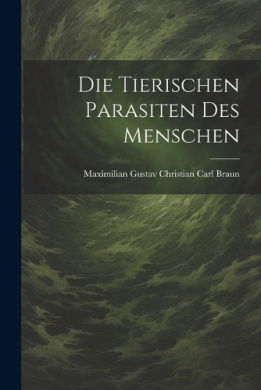 Die Tierischen
Parasiten Des
Menschen
Maximilian Gustav Christian Carl Braun